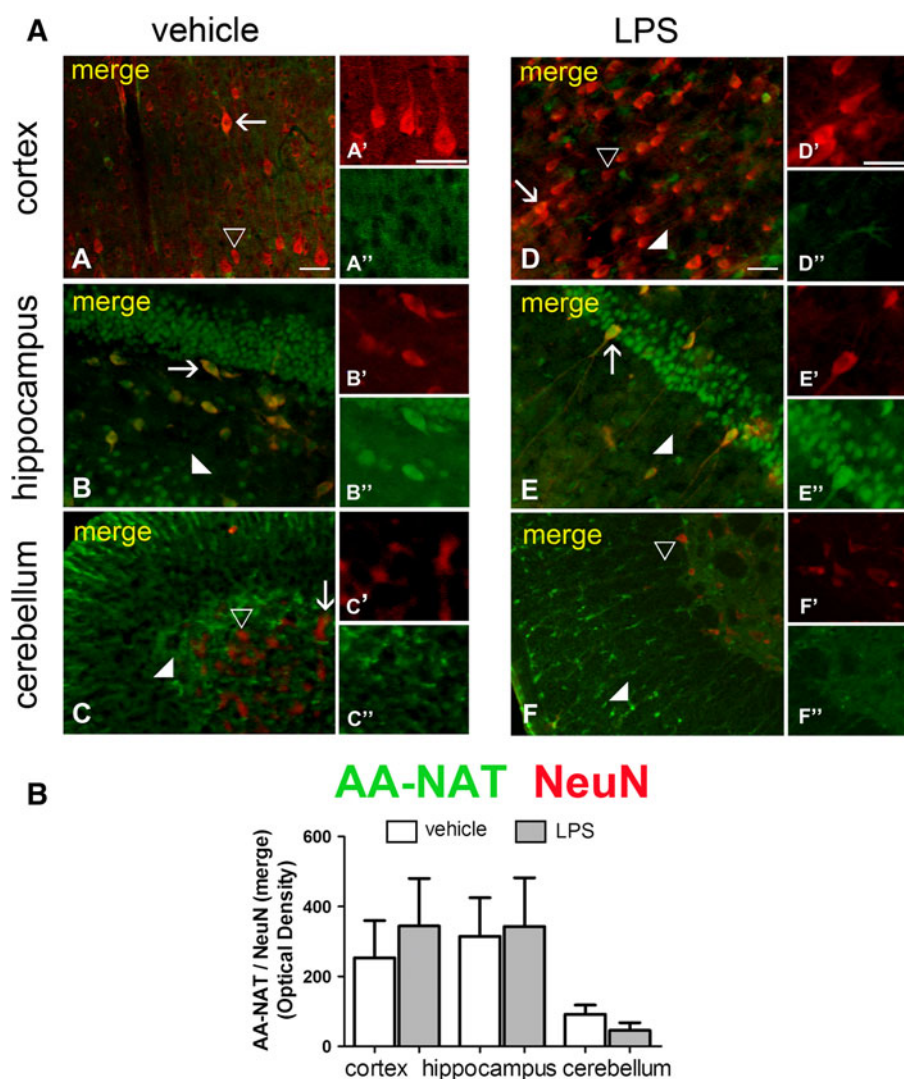 A
vehicle
LPS
cortex
merge
A
A'
A''
merge
D
D'
D''
hippocampus
merge
B
B'
B''
merge
E
E'
E''
cerebellum
merge
C
C'
C''
merge
F
F'
F''
B
AA-NAT NeuN
vehicle LPS
AA-NAT / NeuN (merge)
(Optical Density)
600
400
200
0
cortex hippocampus cerebellum